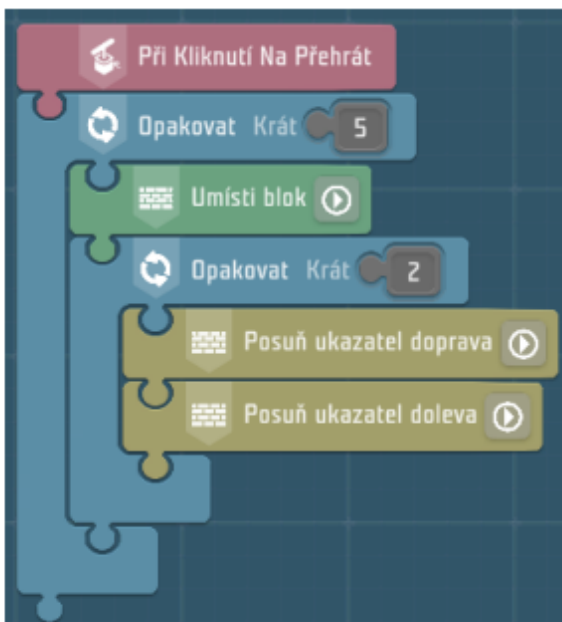 Při Kliknutí Na Přehrát
Opakovat Krát 5
Umísti blok
Opakovat Krát 2
Posuň ukazatel doprava
Posuň ukazatel doleva